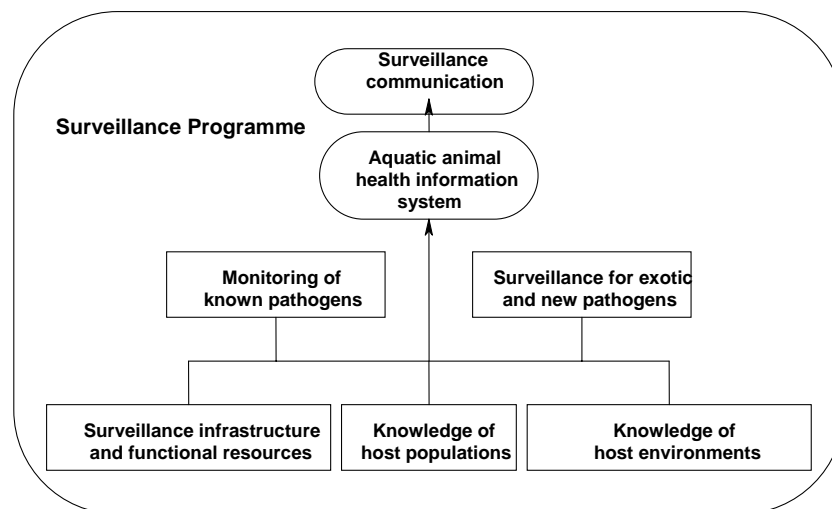 Surveillance
communication
Surveillance Programme
Aquatic animal
health information
system
Monitoring of
known pathogens
Surveillance for exotic
and new pathogens
Surveillance infrastructure
and functional resources
Knowledge of
host populations
Knowledge of
host environments